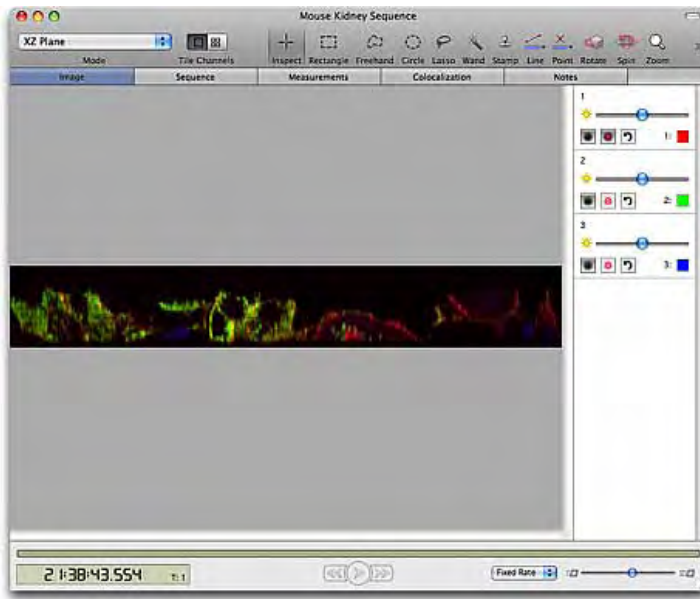 Mouse Kidney Sequence
XZ Plane
Mode
Tile Channels
Inspect Rectangle Freehand Circle Lasso Wand Stamp Line Point Rotate Spin Zoom
Image Sequence Measurements Colocalization Notes
1
1:
2
2:
3
3:
21:38:43.554 T: 1
Fixed Rate